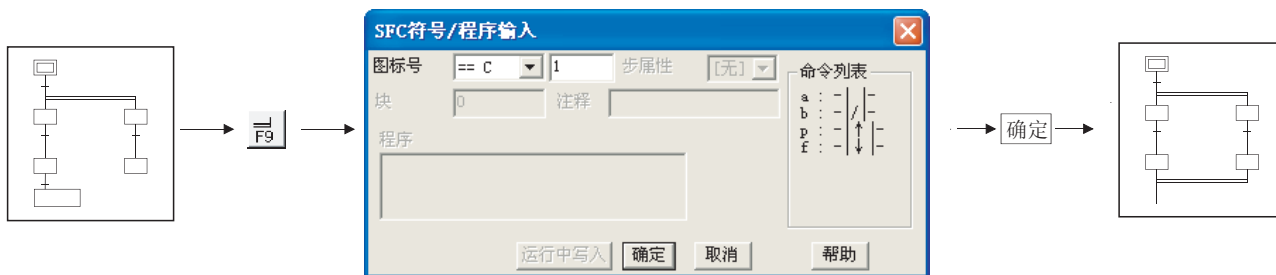 SFC符号/程序输入
图标号 == C 1 步属性 [无]
块 0 注释
程序
命令列表
a : -| |-
b : -|/|-
p : -|↑|-
f : -|↓|-
运行中写入 确定 取消 帮助
F9
确定